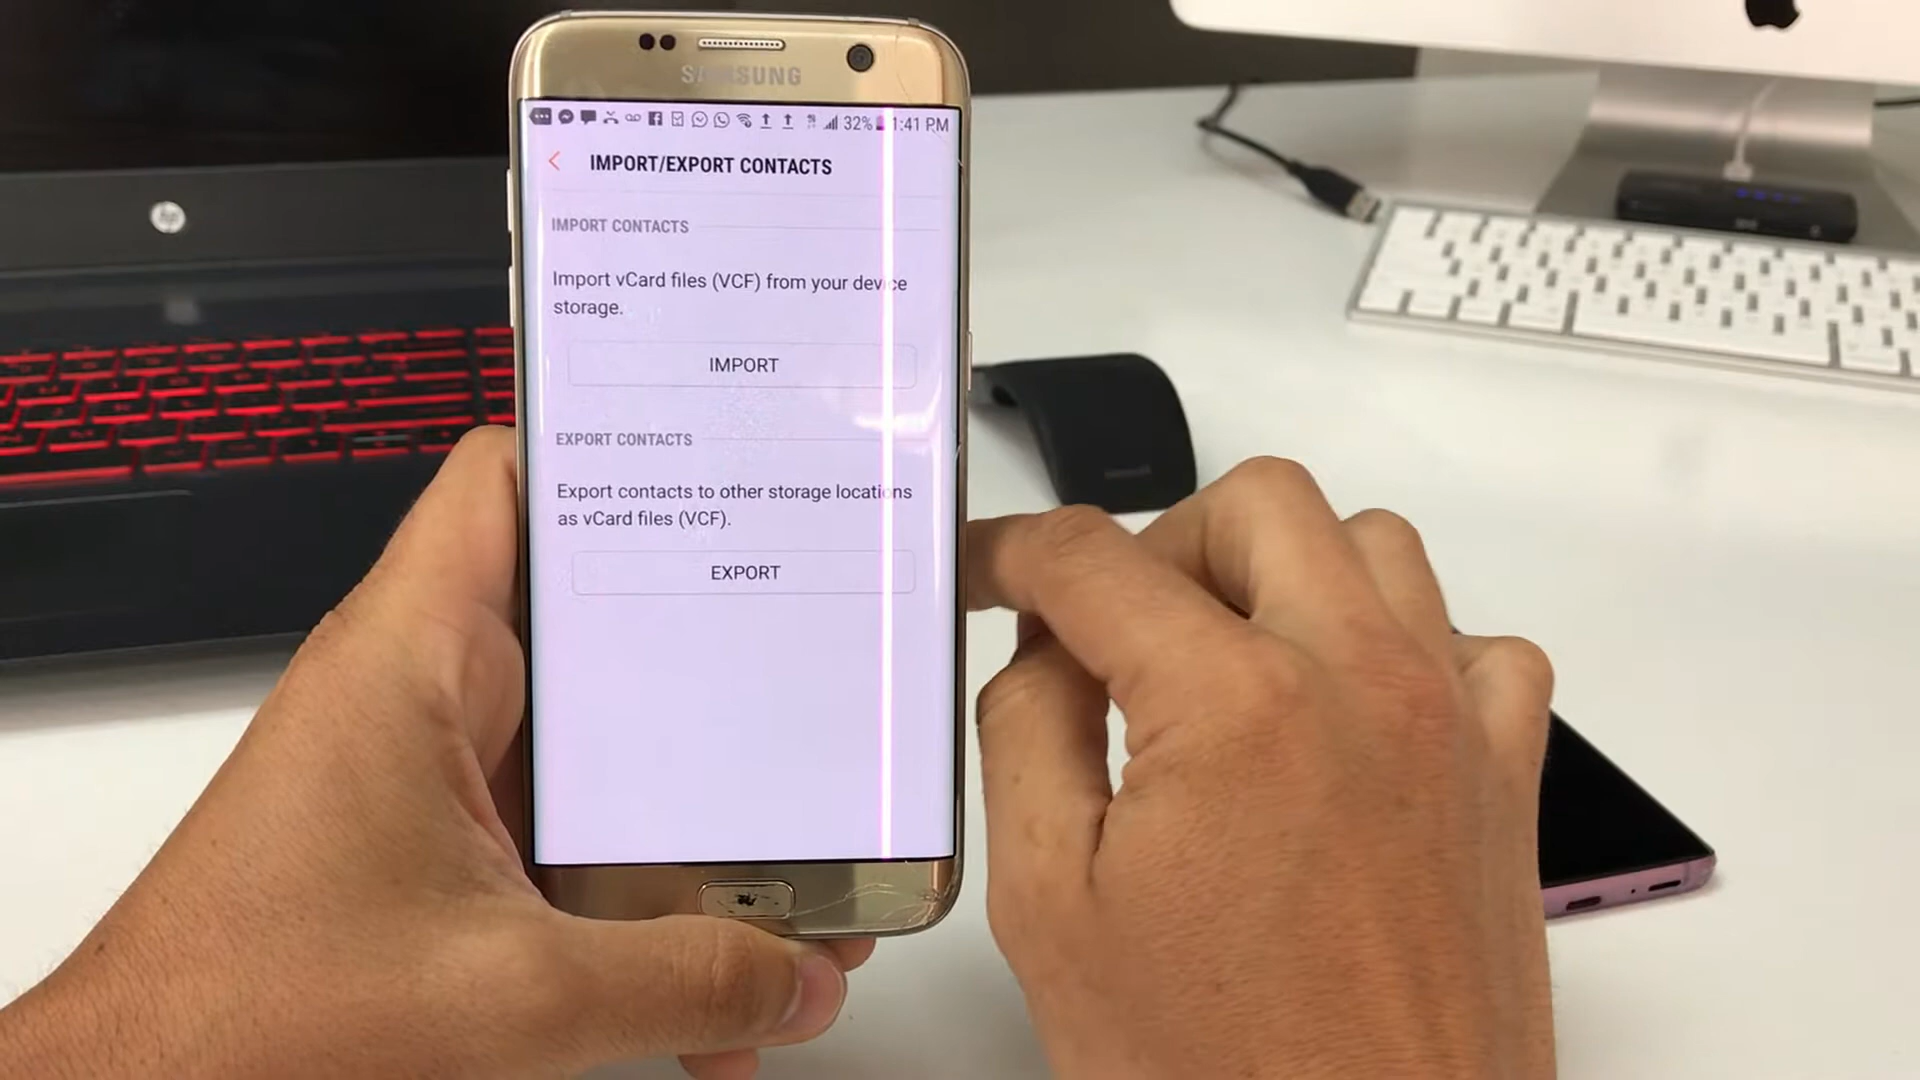 SAMSUNG
32% 1:41 PM
IMPORT/EXPORT CONTACTS
IMPORT CONTACTS
Import vCard files (VCF) from your device
storage.
IMPORT
EXPORT CONTACTS
Export contacts to other storage locations
as vCard files (VCF).
EXPORT
hp